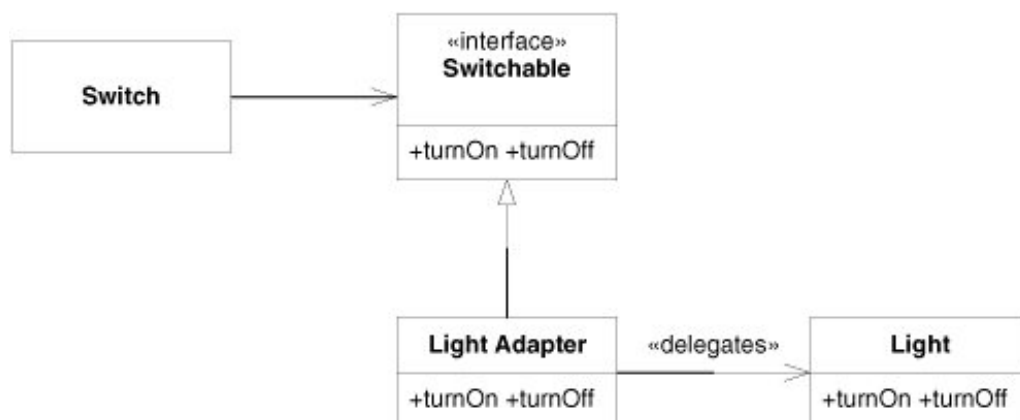 Switch
«interface»
Switchable
+turnOn +turnOff
Light Adapter
+turnOn +turnOff
«delegates»
Light
+turnOn +turnOff